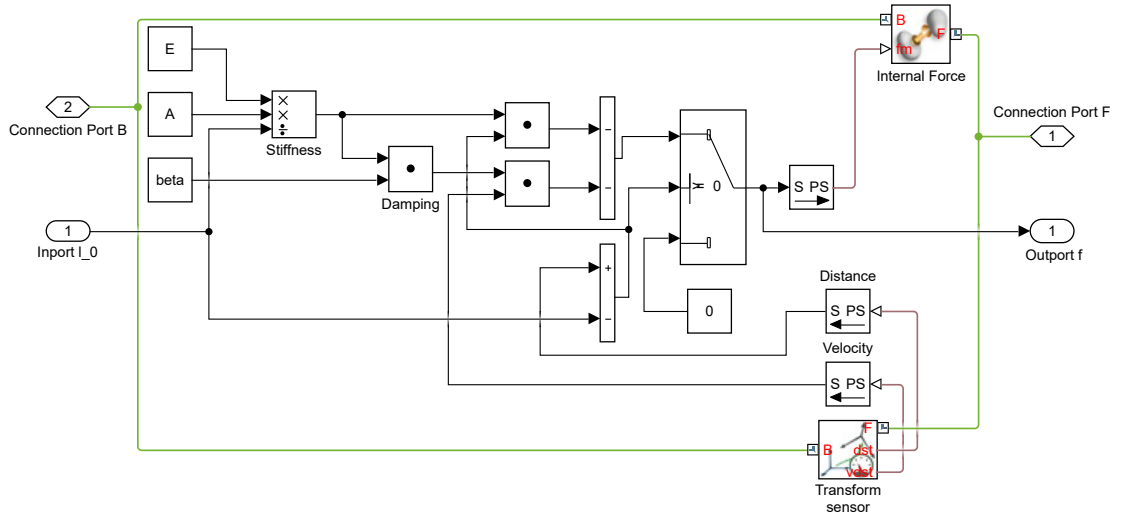 B
F
fm
Internal Force
E
2
Connection Port B
A
×
×
÷
Stiffness
Connection Port F
1
beta
Damping
−
−
0
S PS
1
Inport l_0
1
Outport f
+
−
0
Distance
S PS
Velocity
S PS
F
B
dst
vdst
Transform
sensor